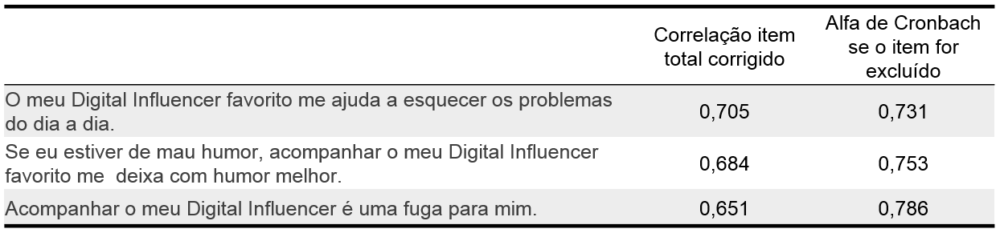 Correlação item
total corrigido
Alfa de Cronbach
se o item for
excluído
O meu Digital Influencer favorito me ajuda a esquecer os problemas
do dia a dia.
0,705
0,731
Se eu estiver de mau humor, acompanhar o meu Digital Influencer
favorito me  deixa com humor melhor.
0,684
0,753
Acompanhar o meu Digital Influencer é uma fuga para mim.
0,651
0,786